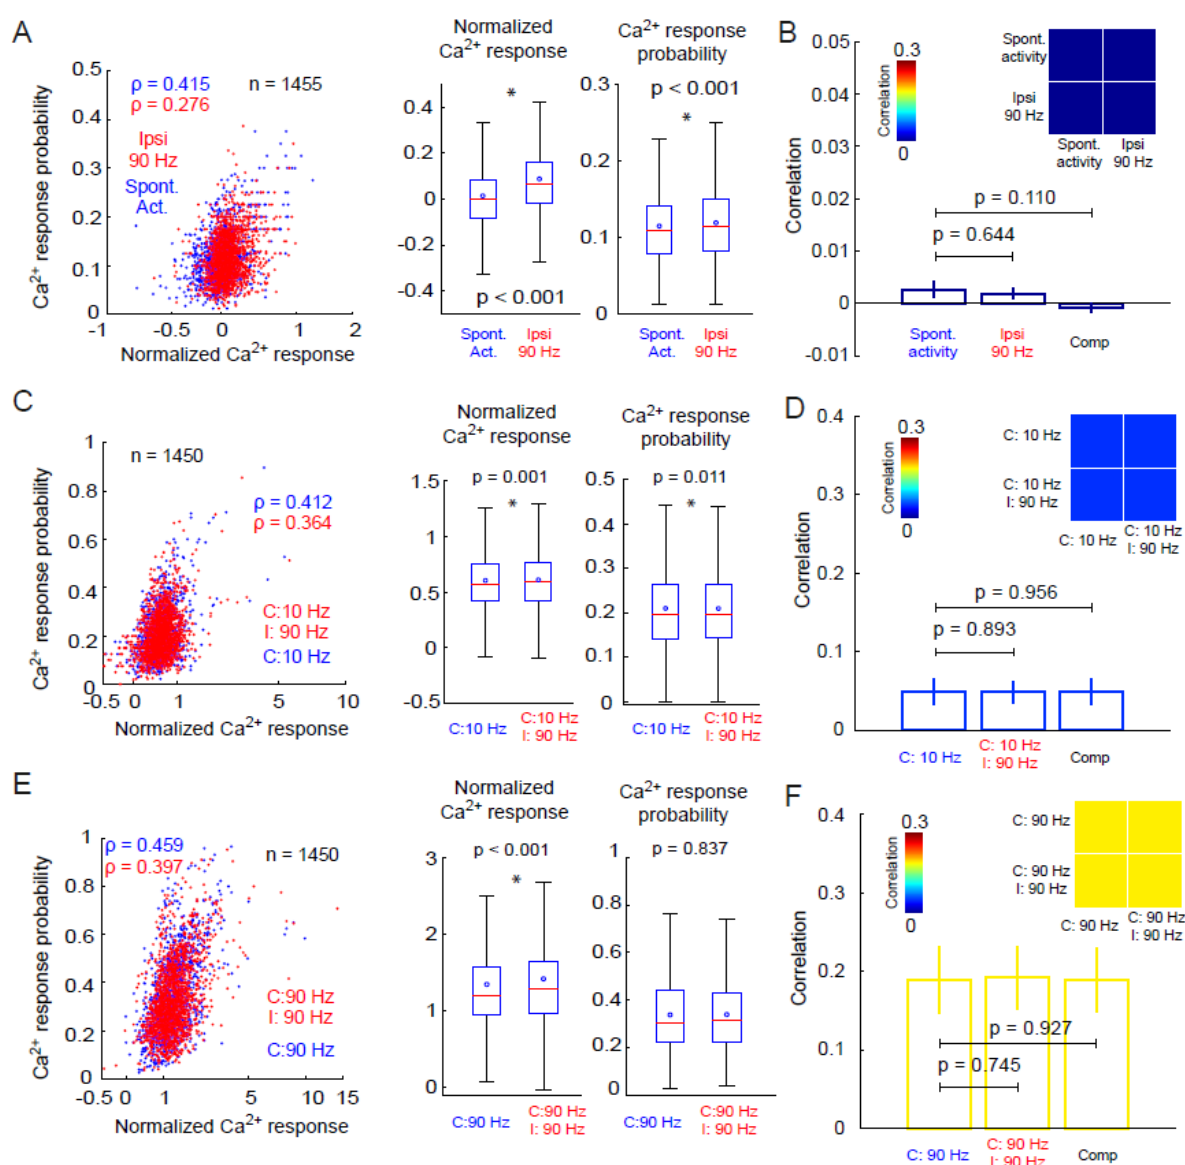 A
Normalized
Ca2+ response
Ca2+ response
probability
B
Ca2+ response probability
0.5
0.4
0.3
0.2
0.1
0
ρ = 0.415
ρ = 0.276
n = 1455
Ipsi
90 Hz
Spont.
Act.
-1
-0.5
0
1
2
Normalized Ca2+ response
0.4
0.2
0
-0.2
-0.4
*
p < 0.001
Spont.
Act.
Ipsi
90 Hz
0.3
0.2
0.1
0
p < 0.001
*
Spont.
Act.
Ipsi
90 Hz
Correlation
0.05
0.04
0.03
0.02
0.01
0
-0.01
0.3
Correlation
0
Spont.
activity
Ipsi
90 Hz
Spont.
activity
Ipsi
90 Hz
p = 0.110
p = 0.644
Spont.
activity
Ipsi
90 Hz
Comp
C
Normalized
Ca2+ response
Ca2+ response
probability
D
Ca2+ response probability
1
0.8
0.6
0.4
0.2
0
n = 1450
ρ = 0.412
ρ = 0.364
C:10 Hz
I: 90 Hz
C:10 Hz
-0.5
0
1
5
10
Normalized Ca2+ response
1.5
1
0.5
0
-0.5
p = 0.001
*
C:10 Hz
C:10 Hz
I: 90 Hz
0.5
0.4
0.3
0.2
0.1
0
p = 0.011
*
C:10 Hz
C:10 Hz
I: 90 Hz
Correlation
0.4
0.3
0.2
0.1
0
0.3
Correlation
0
C: 10 Hz
C: 10 Hz
I: 90 Hz
C: 10 Hz
C: 10 Hz
I: 90 Hz
p = 0.956
p = 0.893
C: 10 Hz
C: 10 Hz
I: 90 Hz
Comp
E
Normalized
Ca2+ response
Ca2+ response
probability
F
Ca2+ response probability
1
0.8
0.6
0.4
0.2
0
ρ = 0.459
ρ = 0.397
n = 1450
C:90 Hz
I: 90 Hz
C:90 Hz
-0.5
0
1
5
10
15
Normalized Ca2+ response
3
2
1
0
p < 0.001
*
C:90 Hz
C:90 Hz
I: 90 Hz
1
0.8
0.6
0.4
0.2
0
p = 0.837
C:90 Hz
C:90 Hz
I: 90 Hz
Correlation
0.4
0.3
0.2
0.1
0
0.3
Correlation
0
C: 90 Hz
C: 90 Hz
I: 90 Hz
C: 90 Hz
C: 90 Hz
I: 90 Hz
p = 0.927
p = 0.745
C: 90 Hz
C: 90 Hz
I: 90 Hz
Comp